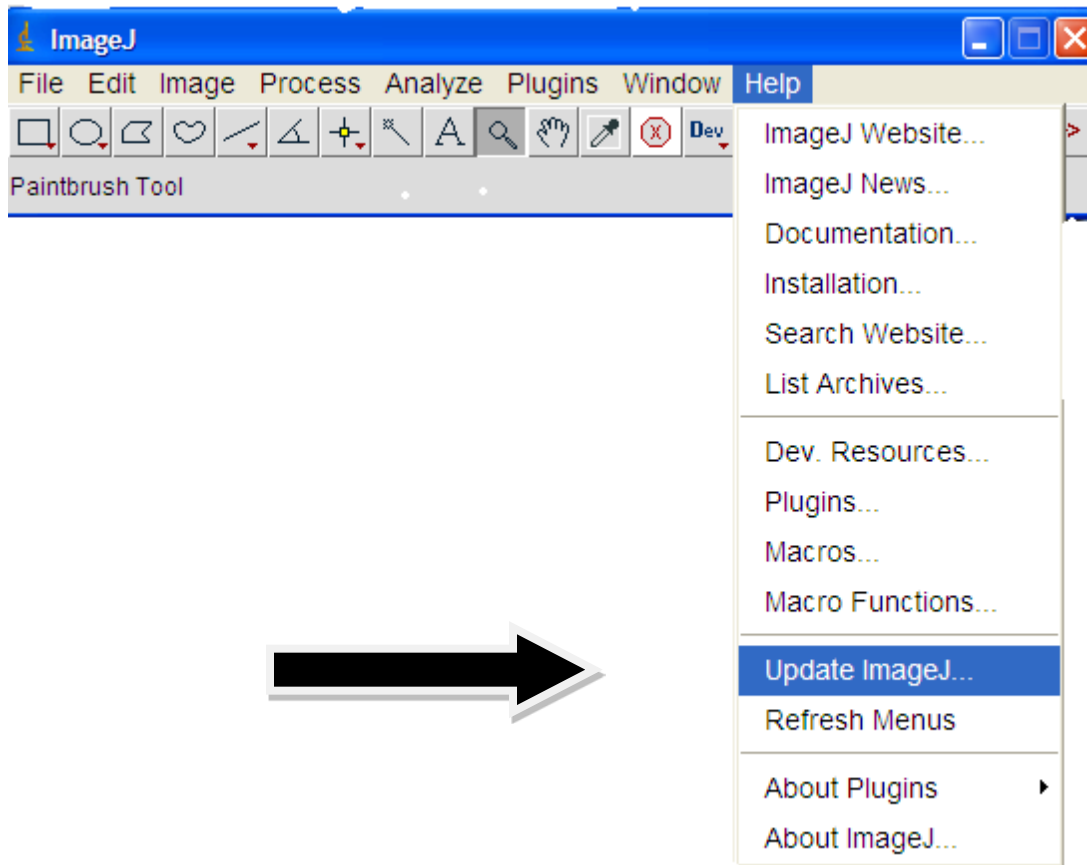 ImageJ
File Edit Image Process Analyze Plugins Window Help
A Dev >
Paintbrush Tool
ImageJ Website...
ImageJ News...
Documentation...
Installation...
Search Website...
List Archives...
Dev. Resources...
Plugins...
Macros...
Macro Functions...
Update ImageJ...
Refresh Menus
About Plugins
About ImageJ...